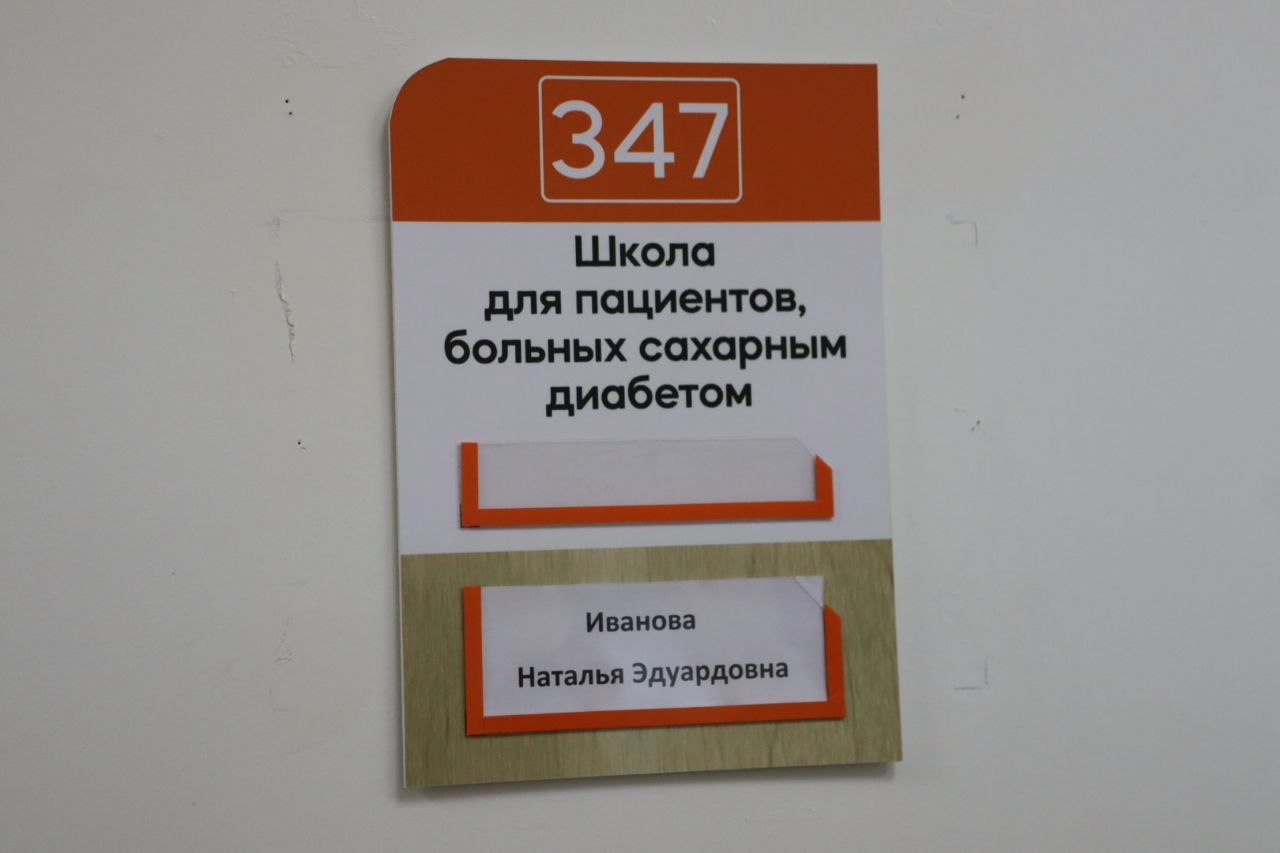 347
Школа
для пациентов,
больных сахарным
диабетом
Иванова
Наталья Эдуардовна